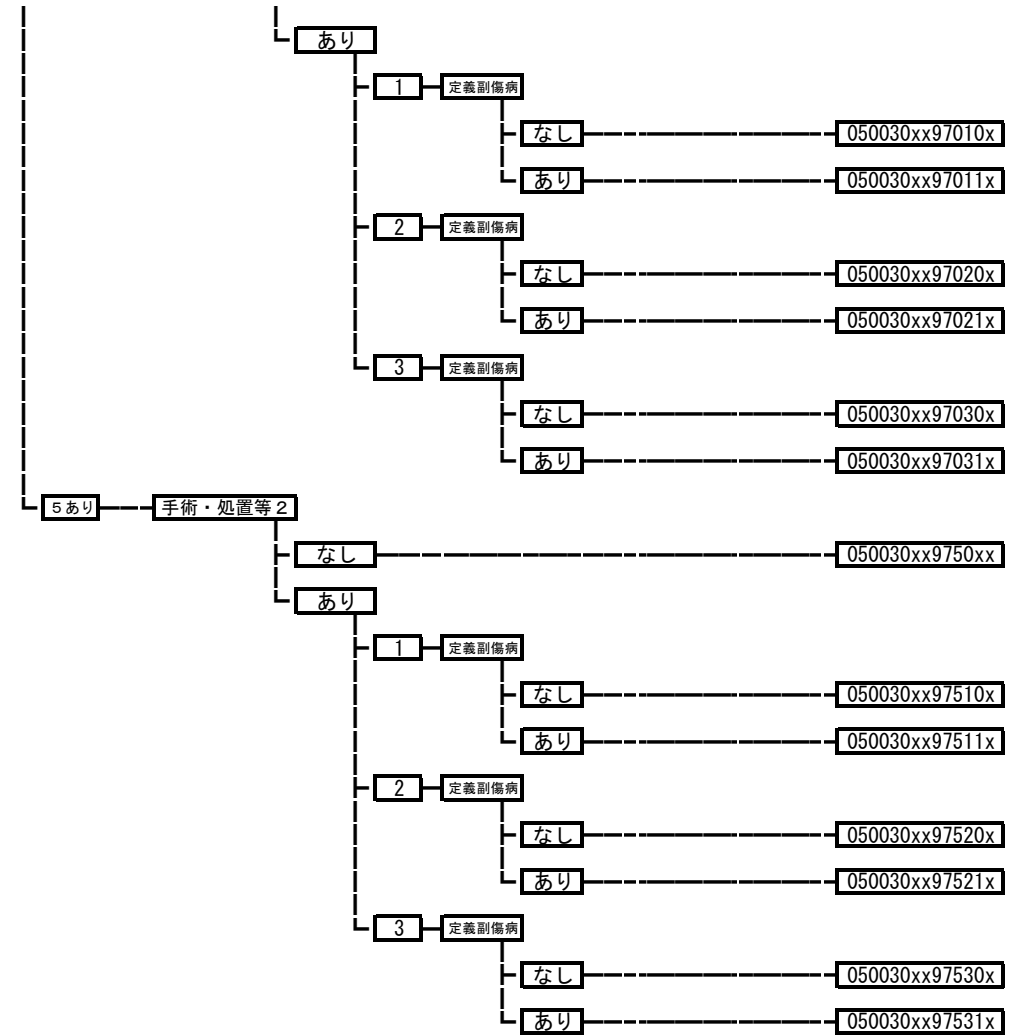 あり
1 定義副傷病
なし 050030xx97010x
あり 050030xx97011x
2 定義副傷病
なし 050030xx97020x
あり 050030xx97021x
3 定義副傷病
なし 050030xx97030x
あり 050030xx97031x
５あり 手術・処置等２
なし 050030xx9750xx
あり
1 定義副傷病
なし 050030xx97510x
あり 050030xx97511x
2 定義副傷病
なし 050030xx97520x
あり 050030xx97521x
3 定義副傷病
なし 050030xx97530x
あり 050030xx97531x